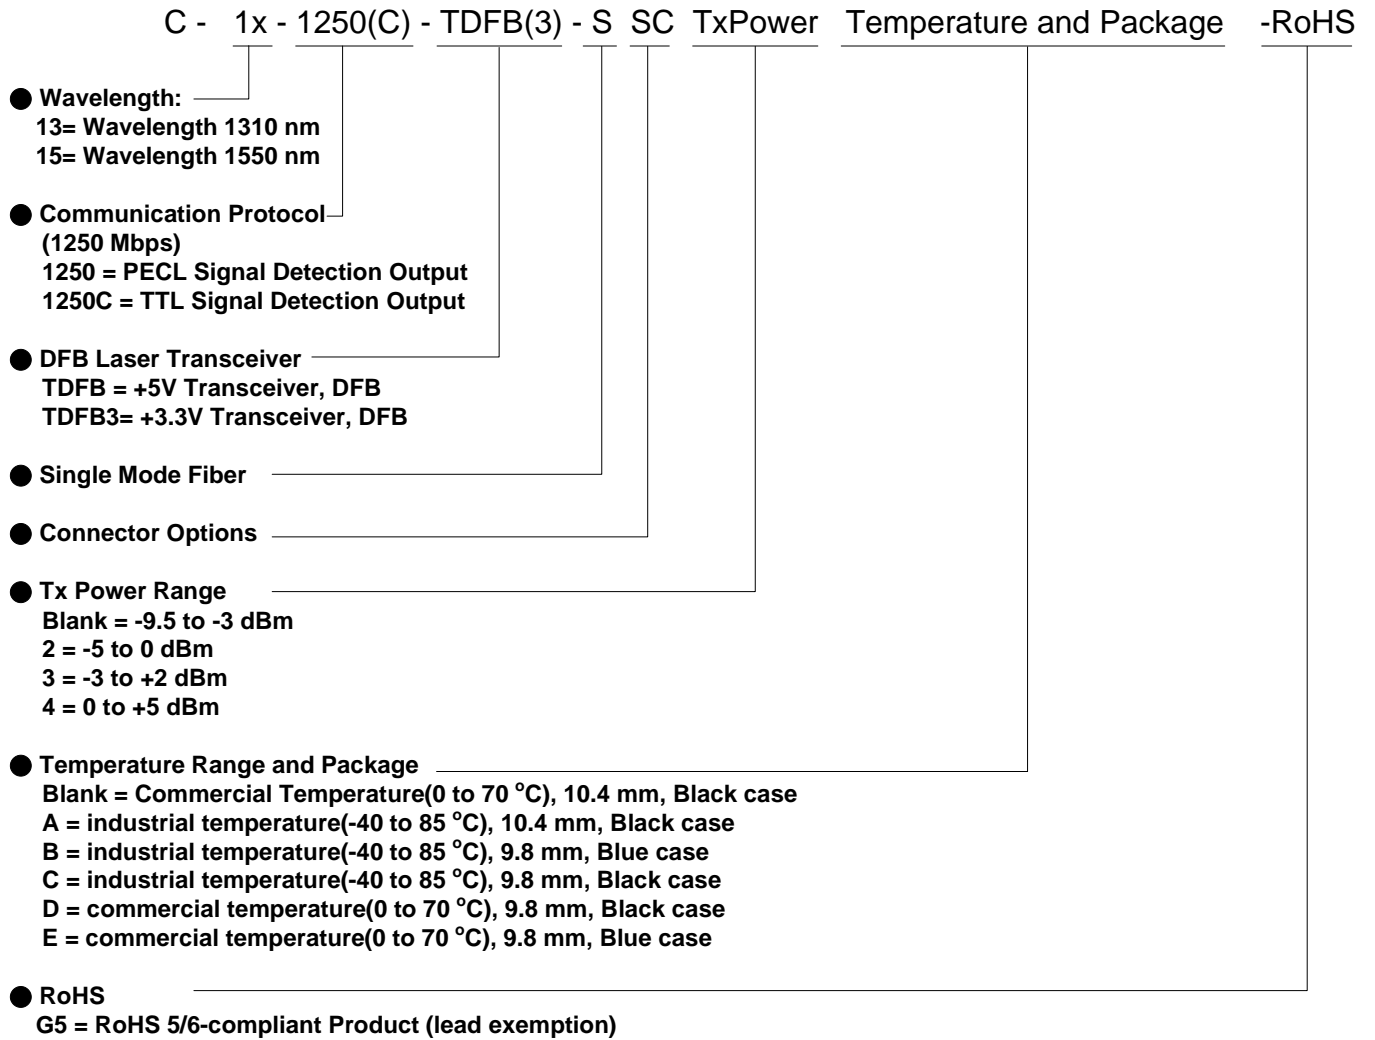 C - 1x - 1250(C) - TDFB(3) - S SC TxPower Temperature and Package -RoHS
● Wavelength:
13= Wavelength 1310 nm
15= Wavelength 1550 nm
● Communication Protocol
(1250 Mbps)
1250 = PECL Signal Detection Output
1250C = TTL Signal Detection Output
● DFB Laser Transceiver
TDFB = +5V Transceiver, DFB
TDFB3= +3.3V Transceiver, DFB
● Single Mode Fiber
● Connector Options
● Tx Power Range
Blank = -9.5 to -3 dBm
2 = -5 to 0 dBm
3 = -3 to +2 dBm
4 = 0 to +5 dBm
● Temperature Range and Package
Blank = Commercial Temperature(0 to 70 °C), 10.4 mm, Black case
A = industrial temperature(-40 to 85 °C), 10.4 mm, Black case
B = industrial temperature(-40 to 85 °C), 9.8 mm, Blue case
C = industrial temperature(-40 to 85 °C), 9.8 mm, Black case
D = commercial temperature(0 to 70 °C), 9.8 mm, Black case
E = commercial temperature(0 to 70 °C), 9.8 mm, Blue case
● RoHS
G5 = RoHS 5/6-compliant Product (lead exemption)